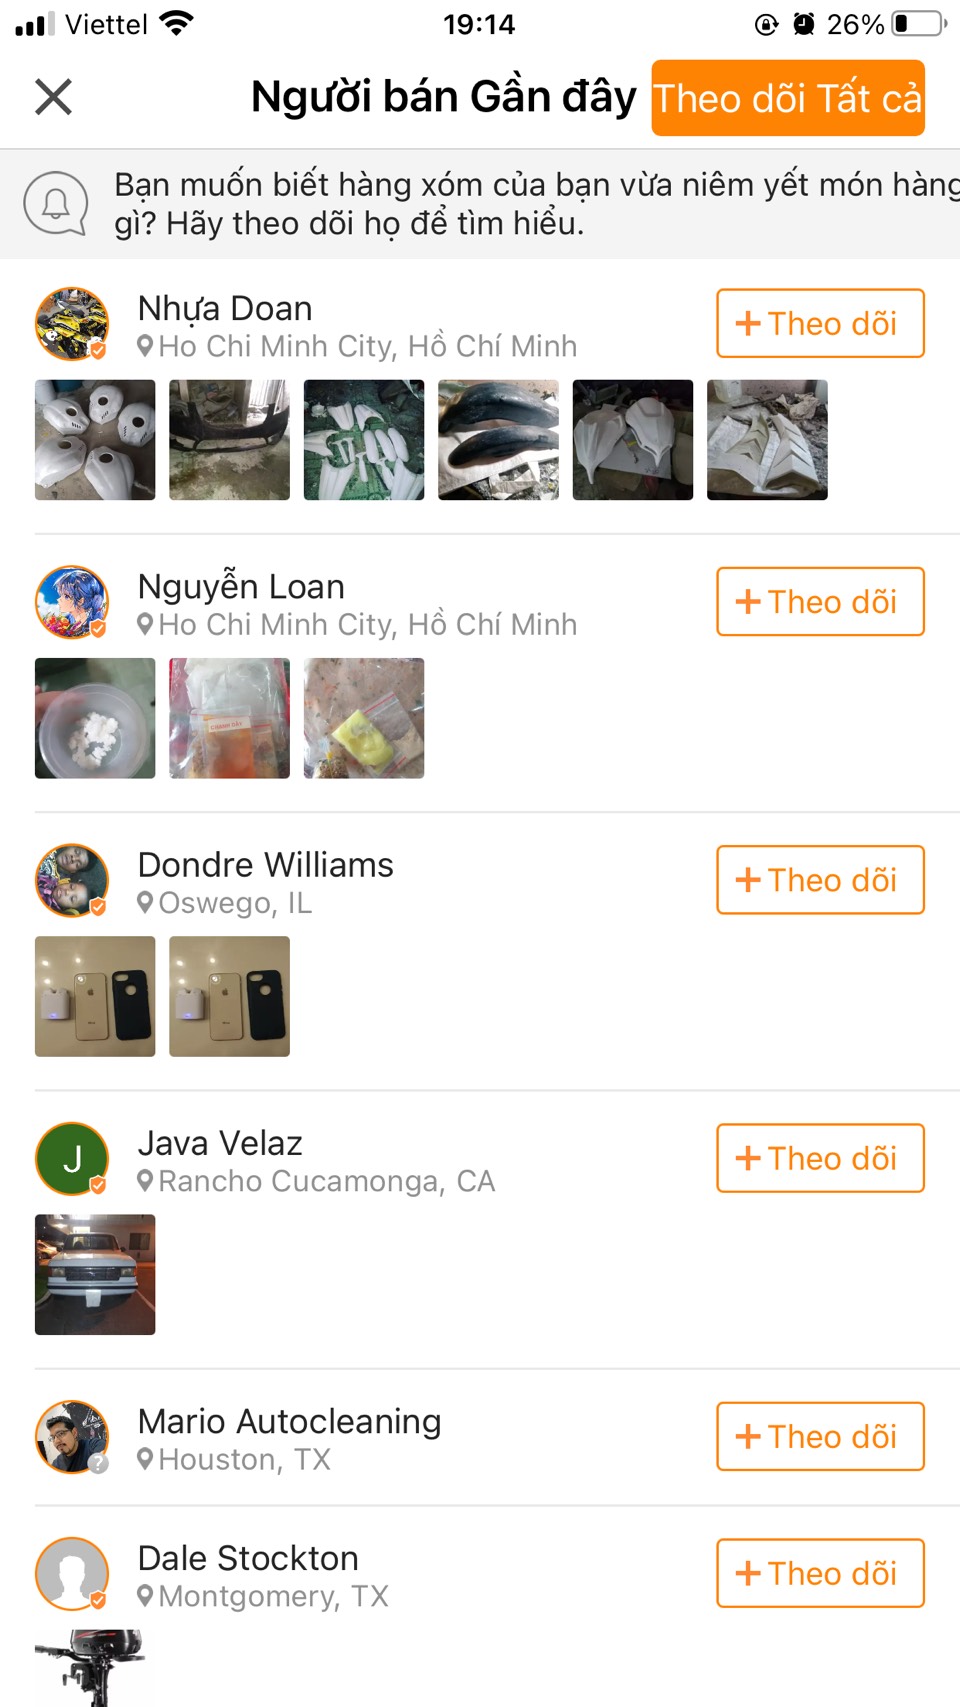 Viettel 19:14 26%
Người bán Gần đây Theo dõi Tất cả
Bạn muốn biết hàng xóm của bạn vừa niêm yết món hàng
gì? Hãy theo dõi họ để tìm hiểu.
Nhựa Doan
Ho Chi Minh City, Hồ Chí Minh
+ Theo dõi
Nguyễn Loan
Ho Chi Minh City, Hồ Chí Minh
+ Theo dõi
CHANH DÂY
Dondre Williams
Oswego, IL
+ Theo dõi
J
Java Velaz
Rancho Cucamonga, CA
+ Theo dõi
?
Mario Autocleaning
Houston, TX
+ Theo dõi
Dale Stockton
Montgomery, TX
+ Theo dõi